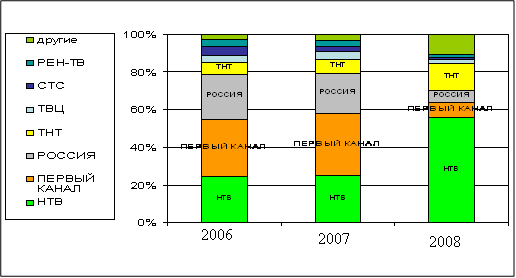 другие
РЕН-ТВ
СТС
ТВЦ
ТНТ
РОССИЯ
ПЕРВЫЙ
КАНАЛ
НТВ
100%
80%
60%
40%
20%
0%
ТНТ
РОССИЯ
ПЕРВЫЙ КАНАЛ
НТВ
ТНТ
РОССИЯ
ПЕРВЫЙ КАНАЛ
НТВ
ТНТ
РОССИЯ
ПЕРВЫЙ КАНАЛ
НТВ
2006
2007
2008